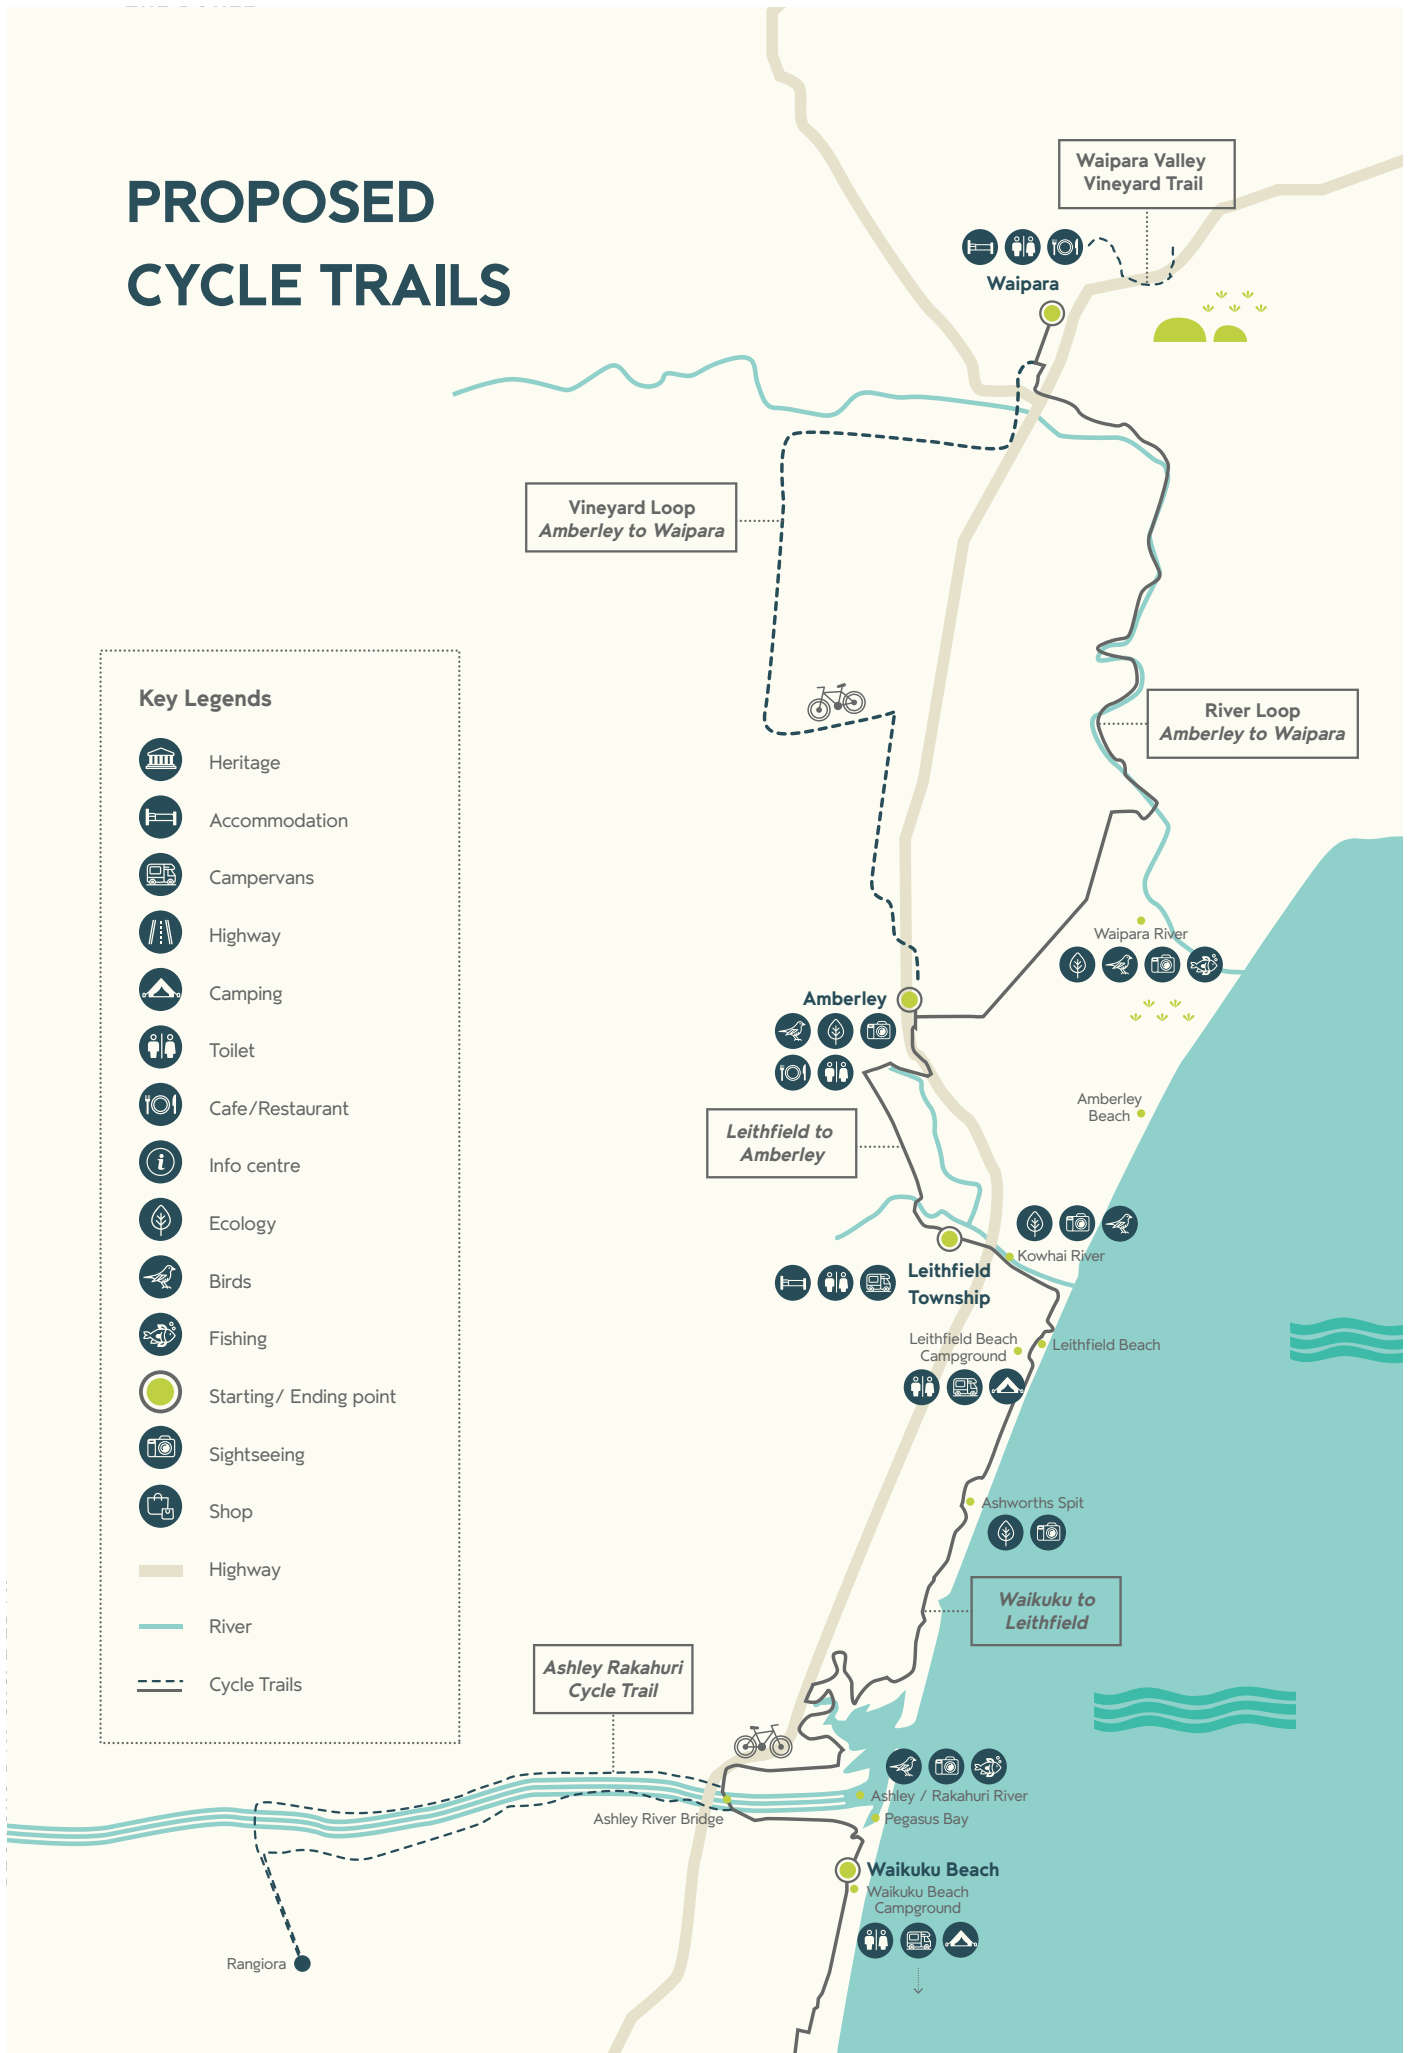 PROPOSED
CYCLE TRAILS
Waipara Valley
Vineyard Trail
Waipara
Vineyard Loop
Amberley to Waipara
River Loop
Amberley to Waipara
Waipara River
Amberley
Amberley
Beach
Leithfield to
Amberley
Kowhai River
Leithfield
Township
Leithfield Beach
Campground
Leithfield Beach
Ashworths Spit
Waikuku to
Leithfield
Ashley Rakahuri
Cycle Trail
Ashley / Rakahuri River
Ashley River Bridge
Pegasus Bay
Waikuku Beach
Waikuku Beach
Campground
Rangiora
Key Legends
Heritage
Accommodation
Campervans
Highway
Camping
Toilet
Cafe/Restaurant
Info centre
Ecology
Birds
Fishing
Starting/ Ending point
Sightseeing
Shop
Highway
River
Cycle Trails